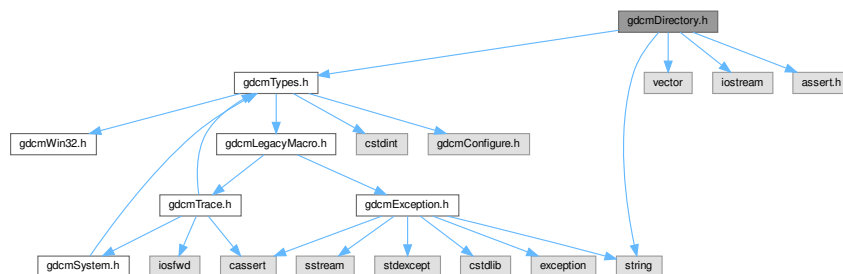 gdcmDirectory.h
gdcmTypes.h
vector
iostream
assert.h
gdcmWin32.h
gdcmLegacyMacro.h
cstdint
gdcmConfigure.h
gdcmTrace.h
gdcmException.h
gdcmSystem.h
iosfwd
cassert
sstream
stdexcept
cstdlib
exception
string